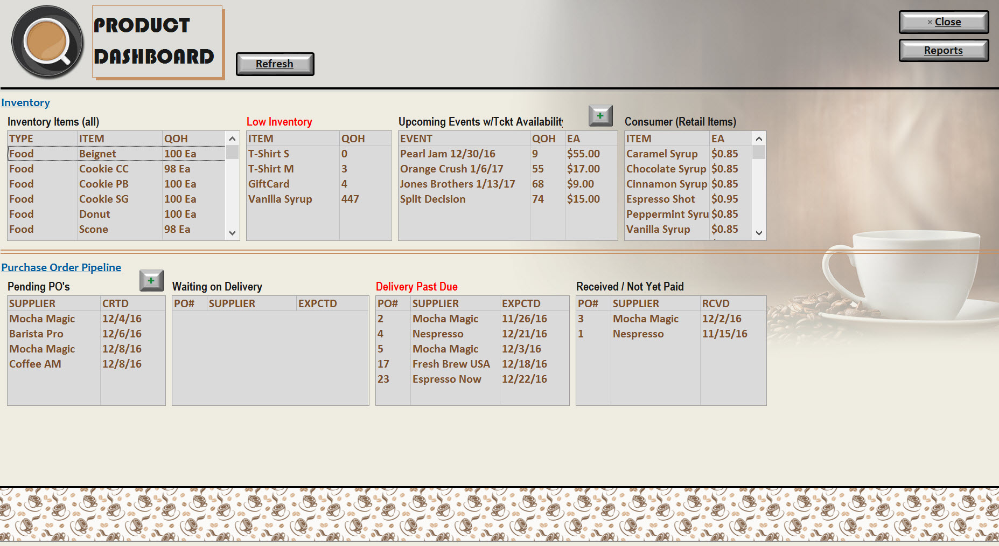 PRODUCT
DASHBOARD
Refresh
× Close
Reports
Inventory
Inventory Items (all)
TYPE ITEM QOH
Food Beignet 100 Ea
Food Cookie CC 98 Ea
Food Cookie PB 100 Ea
Food Cookie SG 100 Ea
Food Donut 100 Ea
Food Scone 98 Ea
Low Inventory
ITEM QOH
T-Shirt S 0
T-Shirt M 3
GiftCard 4
Vanilla Syrup 447
Upcoming Events w/Tckt Availability
+
EVENT QOH EA
Pearl Jam 12/30/16 9 $55.00
Orange Crush 1/6/17 55 $17.00
Jones Brothers 1/13/17 68 $9.00
Split Decision 74 $15.00
Consumer (Retail Items)
ITEM EA
Caramel Syrup $0.85
Chocolate Syrup $0.85
Cinnamon Syrup $0.85
Espresso Shot $0.95
Peppermint Syru $0.85
Vanilla Syrup $0.85
Purchase Order Pipeline
Pending PO's
+
SUPPLIER CRTD
Mocha Magic 12/4/16
Barista Pro 12/6/16
Mocha Magic 12/8/16
Coffee AM 12/8/16
Waiting on Delivery
PO# SUPPLIER EXPCTD
Delivery Past Due
PO# SUPPLIER EXPCTD
2 Mocha Magic 11/26/16
4 Nespresso 12/21/16
5 Mocha Magic 12/3/16
17 Fresh Brew USA 12/18/16
23 Espresso Now 12/22/16
Received / Not Yet Paid
PO# SUPPLIER RCVD
3 Mocha Magic 12/2/16
1 Nespresso 11/15/16